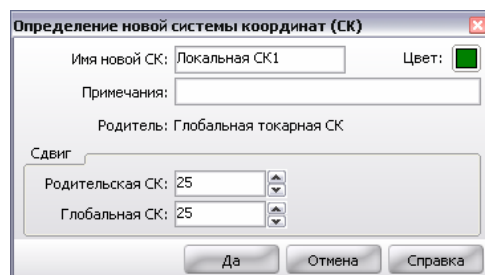 Определение новой системы координат (СК)
Имя новой СК: Локальная СК1 Цвет:
Примечания:
Родитель: Глобальная токарная СК
Сдвиг
Родительская СК: 25
Глобальная СК: 25
Да Отмена Справка